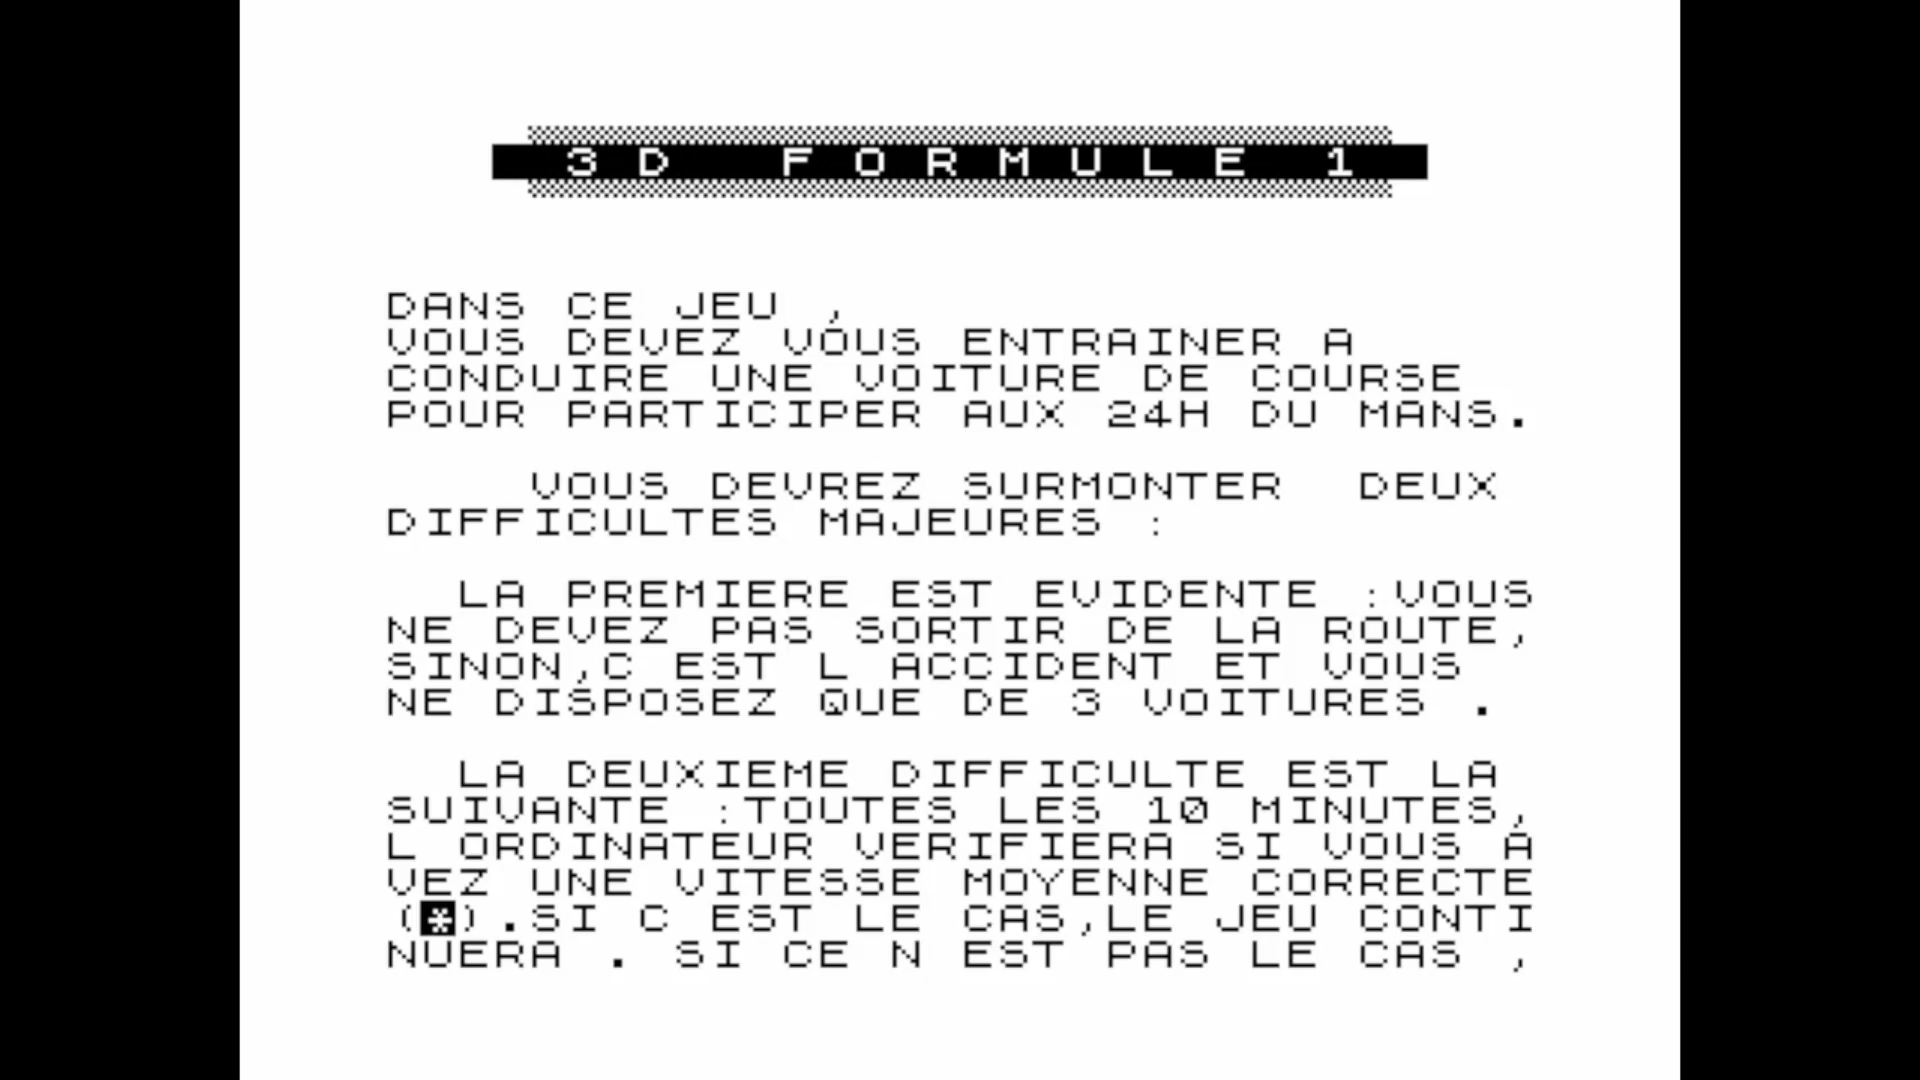 3D FORMULE 1
DANS CE JEU ,
VOUS DEVEZ VOUS ENTRAINER A
CONDUIRE UNE VOITURE DE COURSE
POUR PARTICIPER AUX 24H DU MANS.
VOUS DEVREZ SURMONTER DEUX
DIFFICULTES MAJEURES :
LA PREMIERE EST EVIDENTE :VOUS
NE DEVEZ PAS SORTIR DE LA ROUTE,
SINON,C EST L ACCIDENT ET VOUS
NE DISPOSEZ QUE DE 3 VOITURES .
LA DEUXIEME DIFFICULTE EST LA
SUIVANTE :TOUTES LES 10 MINUTES,
L ORDINATEUR VERIFIERA SI VOUS A
VEZ UNE VITESSE MOYENNE CORRECTE
(*).SI C EST LE CAS,LE JEU CONTI
NUERA . SI CE N EST PAS LE CAS ,